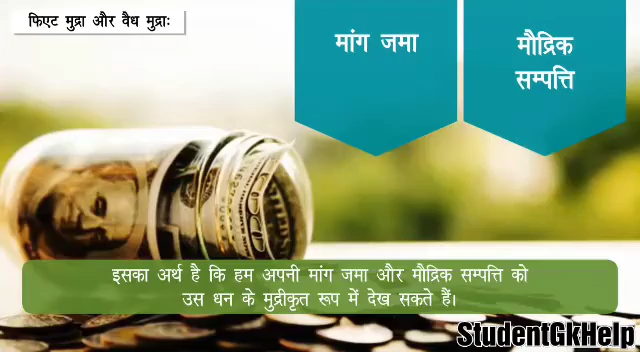 फिएट मुद्रा और वैध मुद्राः
मांग जमा
मौद्रिक
सम्पत्ति
इसका अर्थ है कि हम अपनी मांग जमा और मौद्रिक सम्पत्ति को
उस धन के मुद्रीकृत रूप में देख सकते हैं।
StudentGkHelp